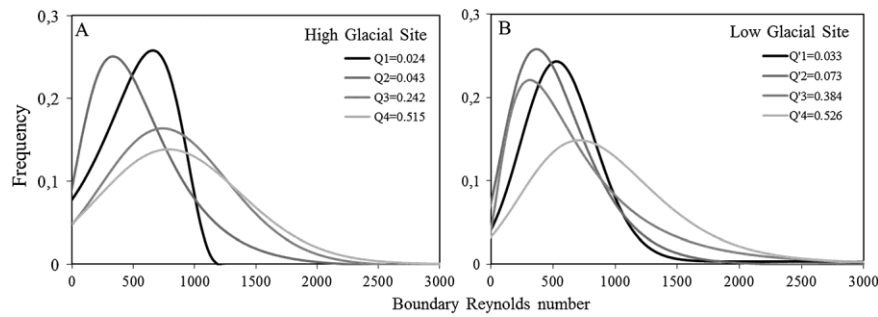 A
High Glacial Site
Q1=0.024
Q2=0.043
Q3=0.242
Q4=0.515
Frequency
0,3
0,2
0,1
0
0 500 1000 1500 2000 2500 3000
B
Low Glacial Site
Q'1=0.033
Q'2=0.073
Q'3=0.384
Q'4=0.526
0,3
0,2
0,1
0
0 500 1000 1500 2000 2500 3000
Boundary Reynolds number